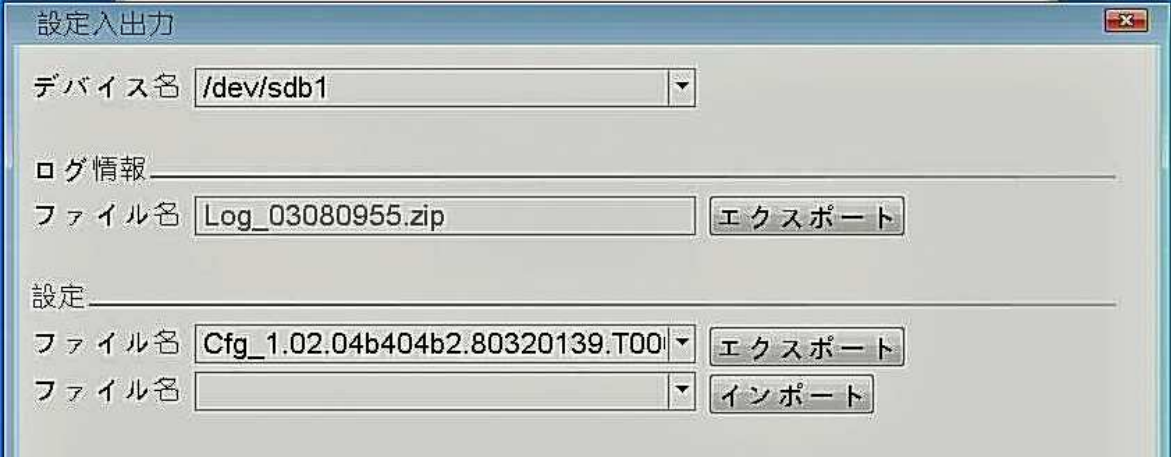 設定入出力
デバイス名 /dev/sdb1
ログ情報
ファイル名 Log_03080955.zip エクスポート
設定
ファイル名 Cfg_1.02.04b404b2.80320139.T00 エクスポート
ファイル名 インポート